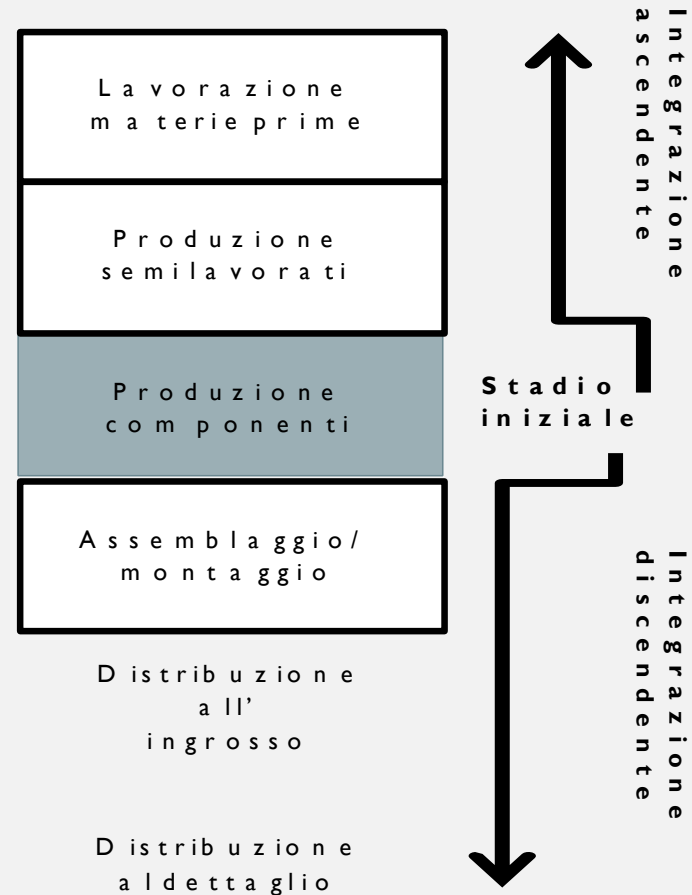 Lavorazione
materie prime
Produzione
semilavorati
Produzione
componenti
Assemblaggio/
montaggio
Distribuzione
all’
ingrosso
Distribuzione
al dettaglio
Integrazione
ascendente
Stadio
iniziale
Integrazione
discendente